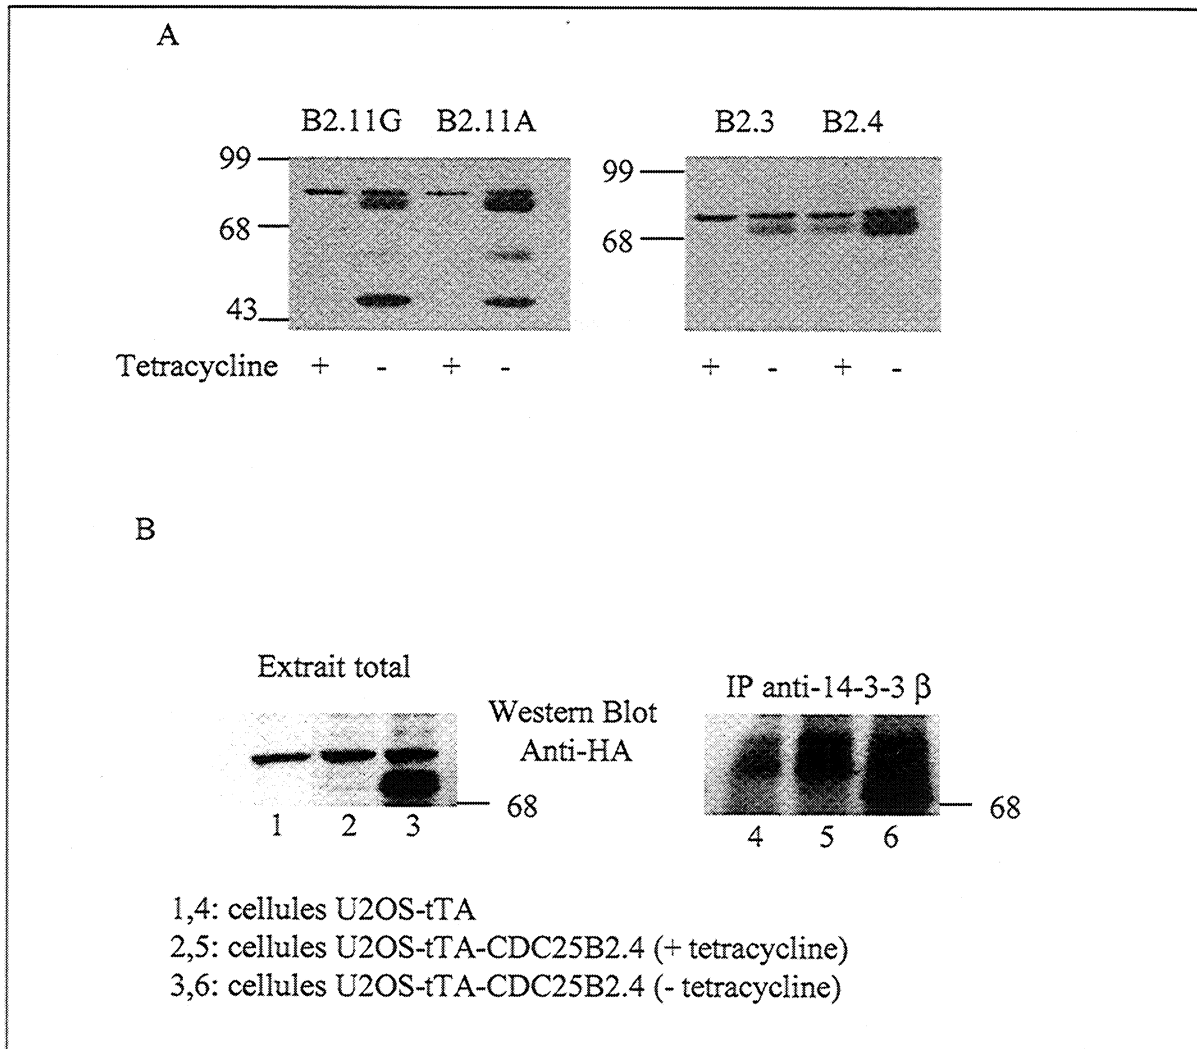 A
B2.11G B2.11A
99
68
43
Tetracycline + - + -
B2.3 B2.4
99
68
+ - + -
B
Extrait total
Western Blot
Anti-HA
IP anti-14-3-3 β
68
1 2 3
68
4 5 6
1,4: cellules U2OS-tTA
2,5: cellules U2OS-tTA-CDC25B2.4 (+ tetracycline)
3,6: cellules U2OS-tTA-CDC25B2.4 (- tetracycline)